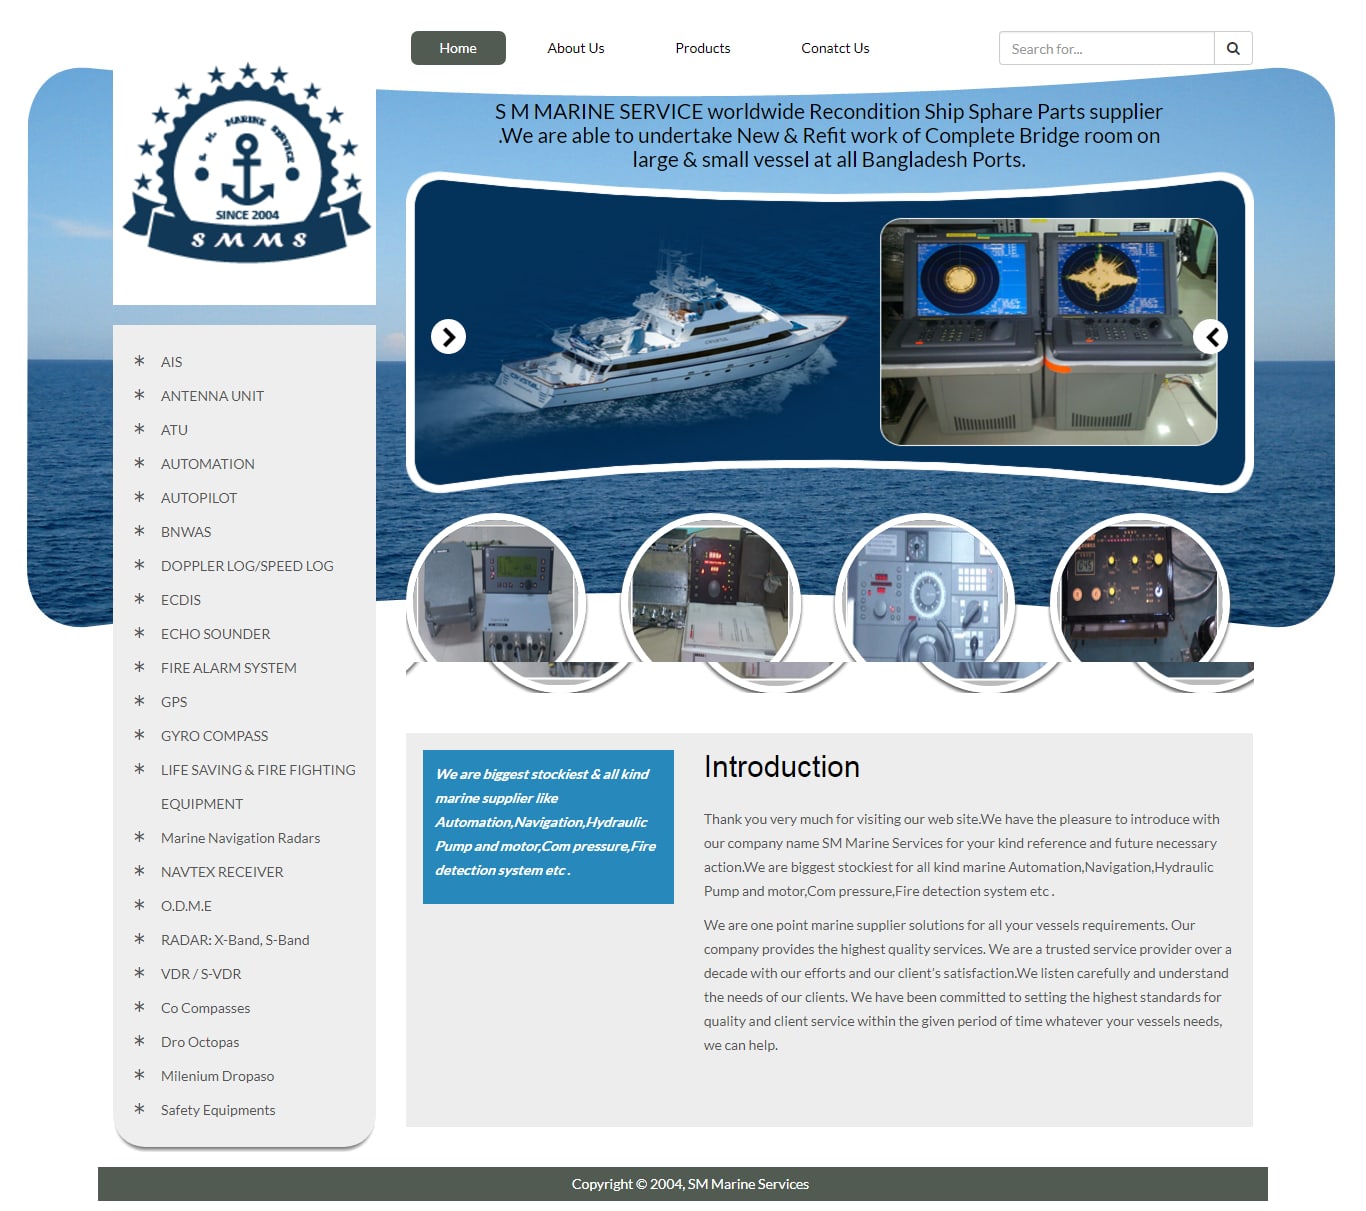 Home
About Us
Products
Conatct Us
Search for...
S M MARINE SERVICE
SINCE 2004
S M M S
S M MARINE SERVICE worldwide Recondition Ship Sphare Parts supplier
.We are able to undertake New & Refit work of Complete Bridge room on
large & small vessel at all Bangladesh Ports.
AIS
ANTENNA UNIT
ATU
AUTOMATION
AUTOPILOT
BNWAS
DOPPLER LOG/SPEED LOG
ECDIS
ECHO SOUNDER
FIRE ALARM SYSTEM
GPS
GYRO COMPASS
LIFE SAVING & FIRE FIGHTING
EQUIPMENT
Marine Navigation Radars
NAVTEX RECEIVER
O.D.M.E
RADAR: X-Band, S-Band
VDR / S-VDR
Co Compasses
Dro Octopas
Milenium Dropaso
Safety Equipments
We are biggest stockiest & all kind
marine supplier like
Automation,Navigation,Hydraulic
Pump and motor,Com pressure,Fire
detection system etc .
Introduction
Thank you very much for visiting our web site.We have the pleasure to introduce with
our company name SM Marine Services for your kind reference and future necessary
action.We are biggest stockiest for all kind marine Automation,Navigation,Hydraulic
Pump and motor,Com pressure,Fire detection system etc .
We are one point marine supplier solutions for all your vessels requirements. Our
company provides the highest quality services. We are a trusted service provider over a
decade with our efforts and our client's satisfaction.We listen carefully and understand
the needs of our clients. We have been committed to setting the highest standards for
quality and client service within the given period of time whatever your vessels needs,
we can help.
Copyright © 2004, SM Marine Services